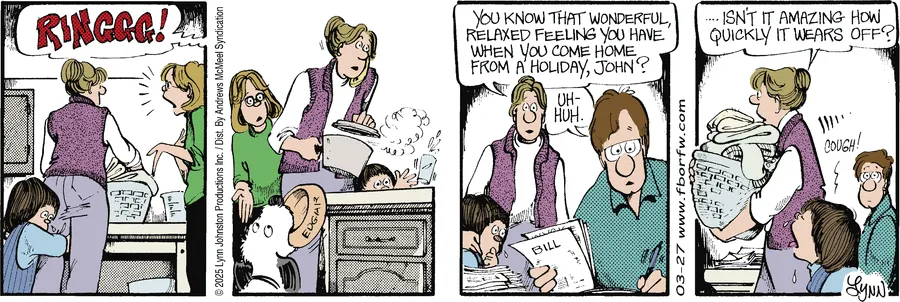 RINGGG!
© 2025 Lynn Johnston Productions Inc. / Dist. By Andrews McMeel Syndication
EDGAR
YOU KNOW THAT WONDERFUL,
RELAXED FEELING YOU HAVE
WHEN YOU COME HOME
FROM A HOLIDAY, JOHN?
UH-
HUH.
BILL
03-27 www.fborfw.com
.... ISN'T IT AMAZING HOW
QUICKLY IT WEARS OFF?
COUGH!
LYNN